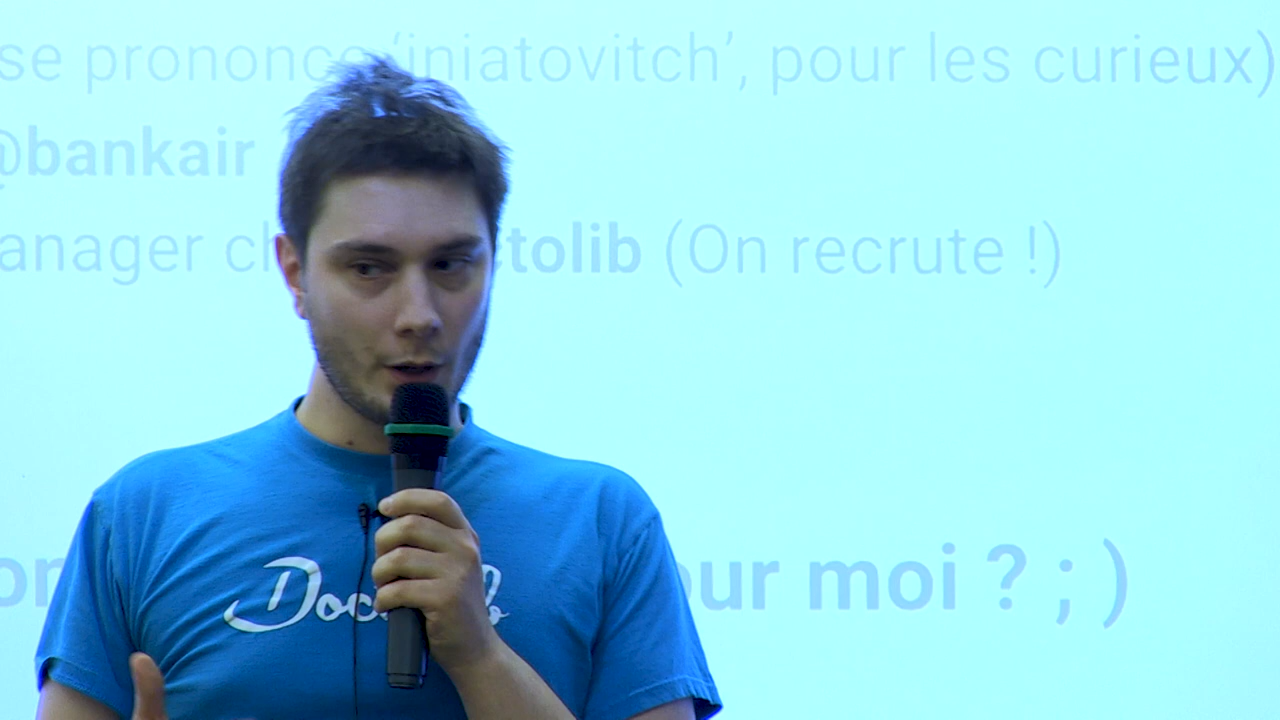 se prononce 'iniatovitch', pour les curieux)
@bankair
anager ch tolib (On recrute !)
our moi ? ; )
Doc